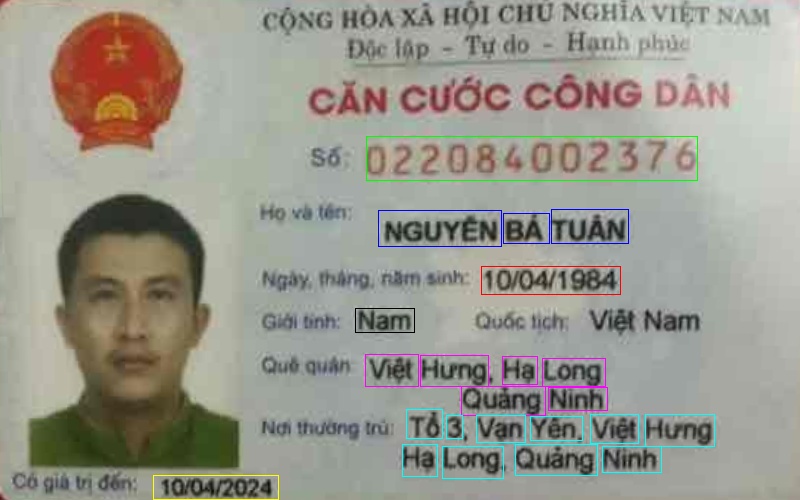 CỘNG HÒA XÃ HỘI CHỦ NGHĨA VIỆT NAM
Độc lập - Tự do - Hạnh phúc
CĂN CƯỚC CÔNG DÂN
Số: 022084002376
Họ và tên: NGUYỄN BÁ TUÂN
Ngày, tháng, năm sinh: 10/04/1984
Giới tính: Nam Quốc tịch: Việt Nam
Quê quán: Việt Hưng, Hạ Long
Quảng Ninh
Nơi thường trú: Tổ 3, Vạn Yên, Việt Hưng
Hạ Long, Quảng Ninh
Có giá trị đến: 10/04/2024